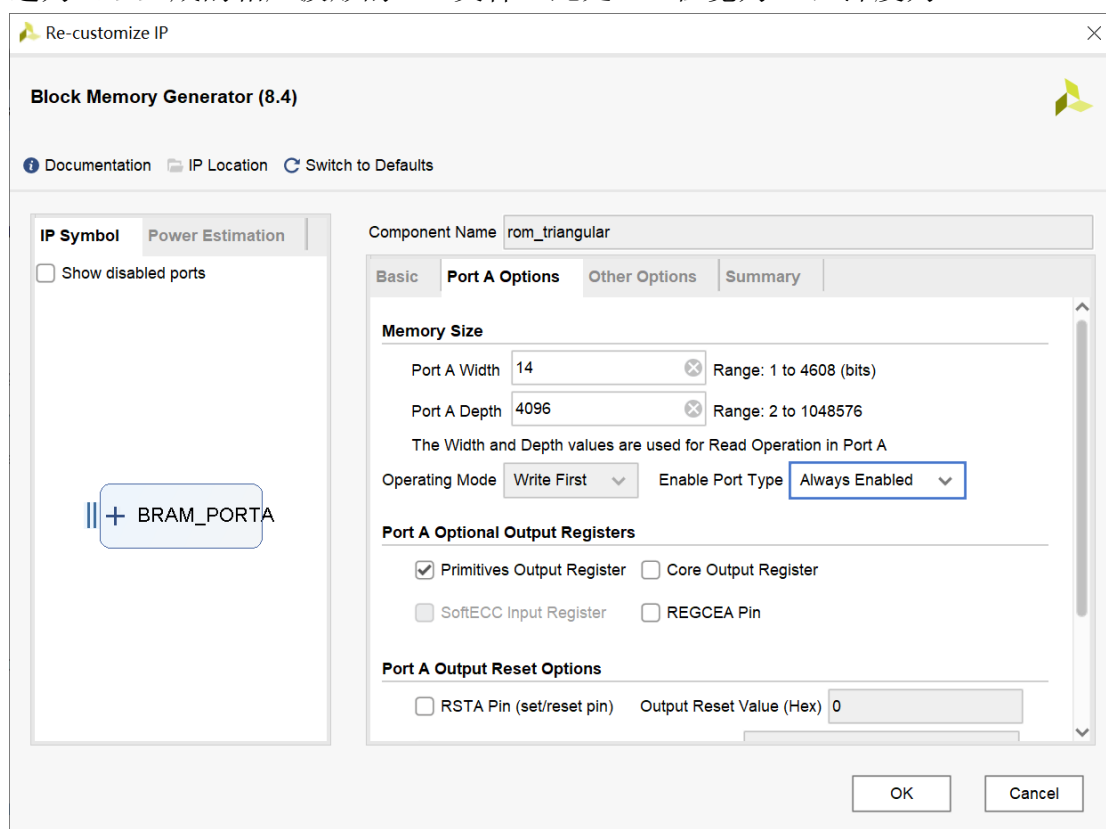 Re-customize IP
Block Memory Generator (8.4)
Documentation IP Location Switch to Defaults
IP Symbol Power Estimation
Show disabled ports
BRAM_PORTA
Component Name rom_triangular
Basic Port A Options Other Options Summary
Memory Size
Port A Width 14 Range: 1 to 4608 (bits)
Port A Depth 4096 Range: 2 to 1048576
The Width and Depth values are used for Read Operation in Port A
Operating Mode Write First Enable Port Type Always Enabled
Port A Optional Output Registers
Primitives Output Register Core Output Register
SoftECC Input Register REGCEA Pin
Port A Output Reset Options
RSTA Pin (set/reset pin) Output Reset Value (Hex) 0
OK Cancel